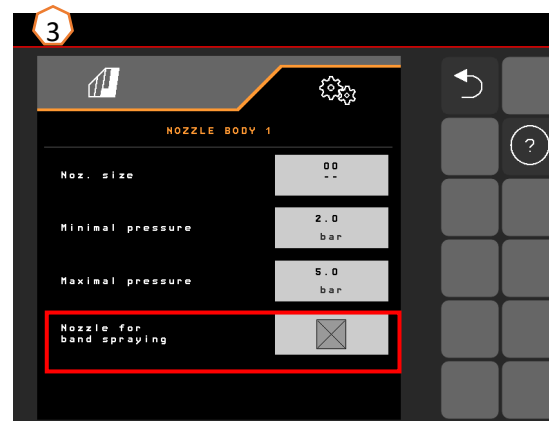 3
NOZZLE BODY 1
Noz. size
00
--
Minimal pressure
2.0
bar
Maximal pressure
5.0
bar
Nozzle for
band spraying
?